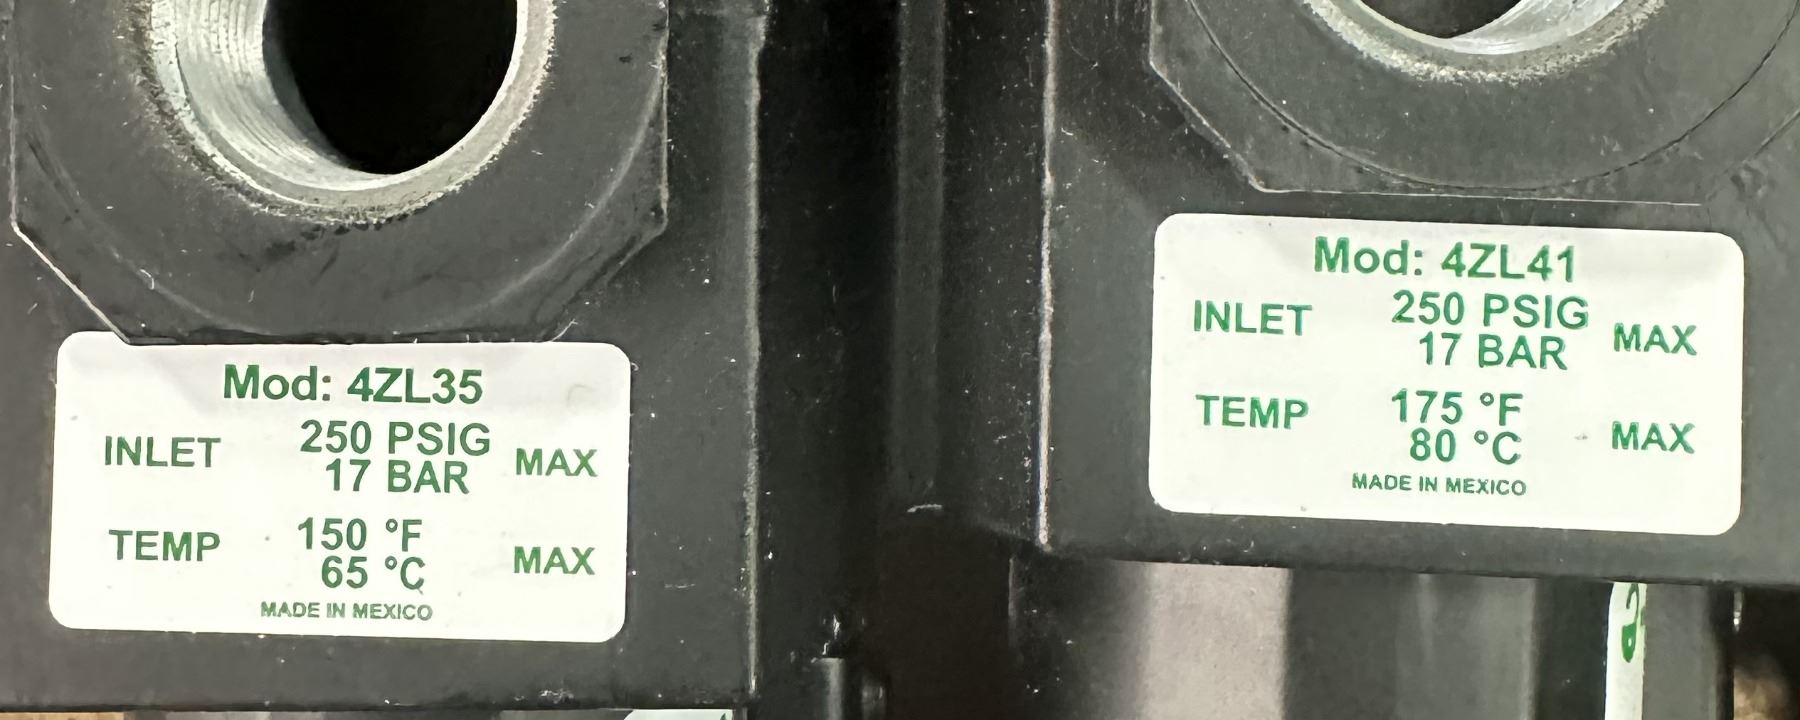 Mod: 4ZL35
INLET 250 PSIG 17 BAR MAX
TEMP 150 °F 65 °C MAX
MADE IN MEXICO
Mod: 4ZL41
INLET 250 PSIG 17 BAR MAX
TEMP 175 °F 80 °C MAX
MADE IN MEXICO